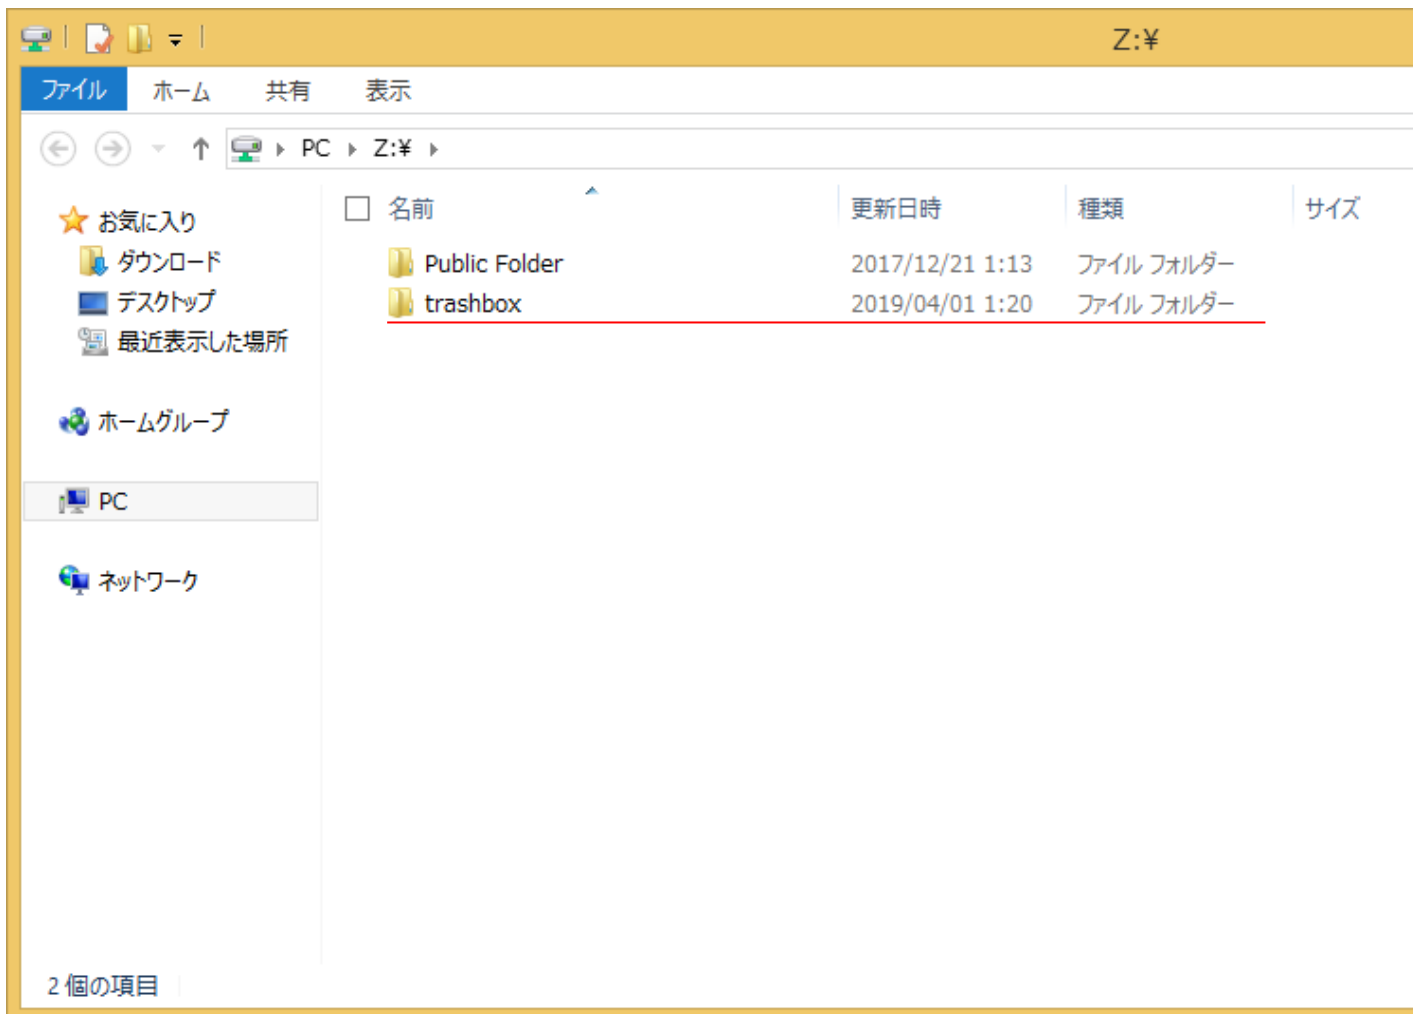 Z:¥
ファイル ホーム 共有 表示
PC Z:¥
お気に入り
ダウンロード
デスクトップ
最近表示した場所
ホームグループ
PC
ネットワーク
名前 更新日時 種類 サイズ
Public Folder 2017/12/21 1:13 ファイル フォルダー
trashbox 2019/04/01 1:20 ファイル フォルダー
2 個の項目